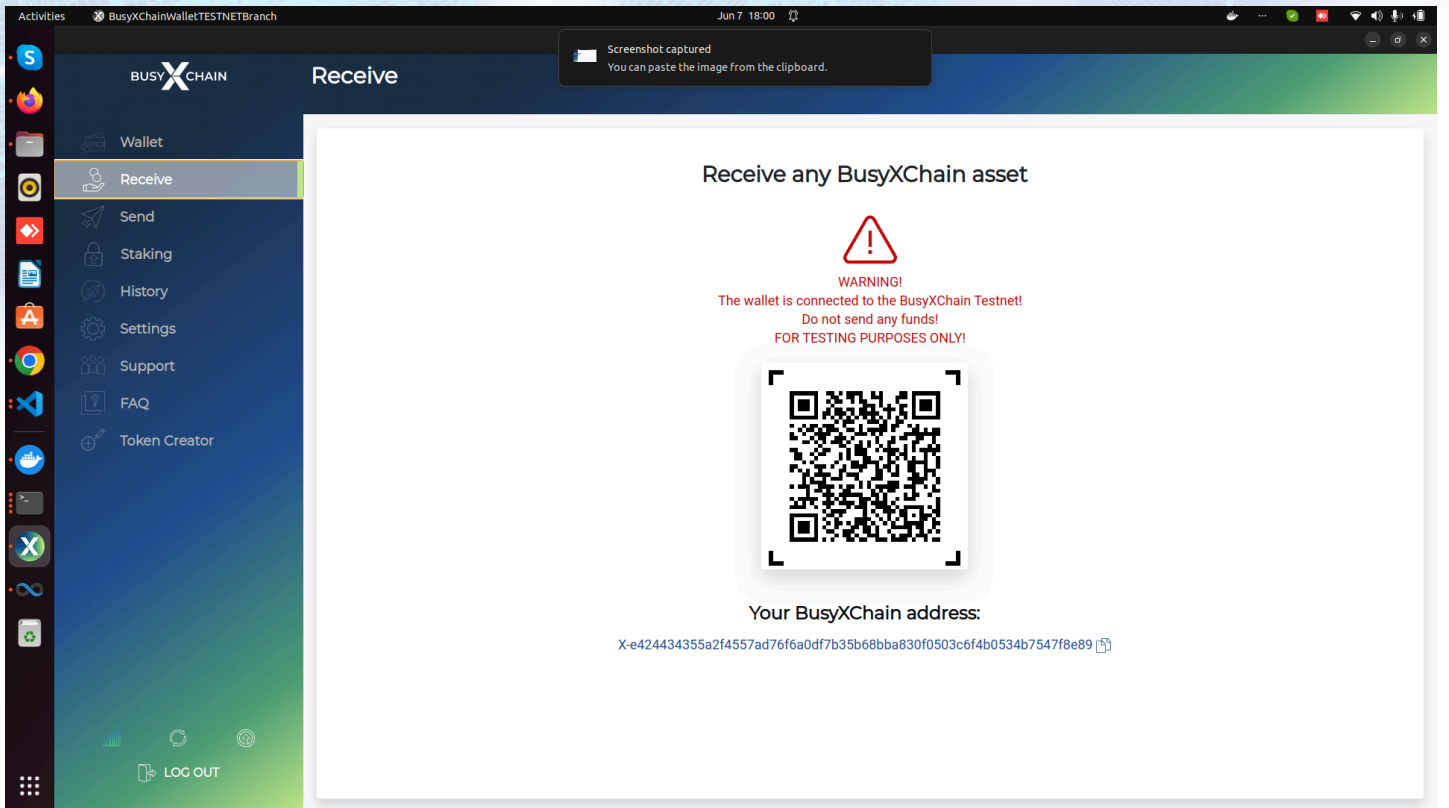 Activities BusyXChainWalletTESTNETBranch Jun 7 18:00
Screenshot captured
You can paste the image from the clipboard.
BUSY CHAIN
Receive
Wallet
Receive
Send
Staking
History
Settings
Support
FAQ
Token Creator
LOG OUT
Receive any BusyXChain asset
WARNING!
The wallet is connected to the BusyXChain Testnet!
Do not send any funds!
FOR TESTING PURPOSES ONLY!
Your BusyXChain address:
X-e424434355a2f4557ad76f6a0df7b35b68bba830f0503c6f4b0534b7547f8e89